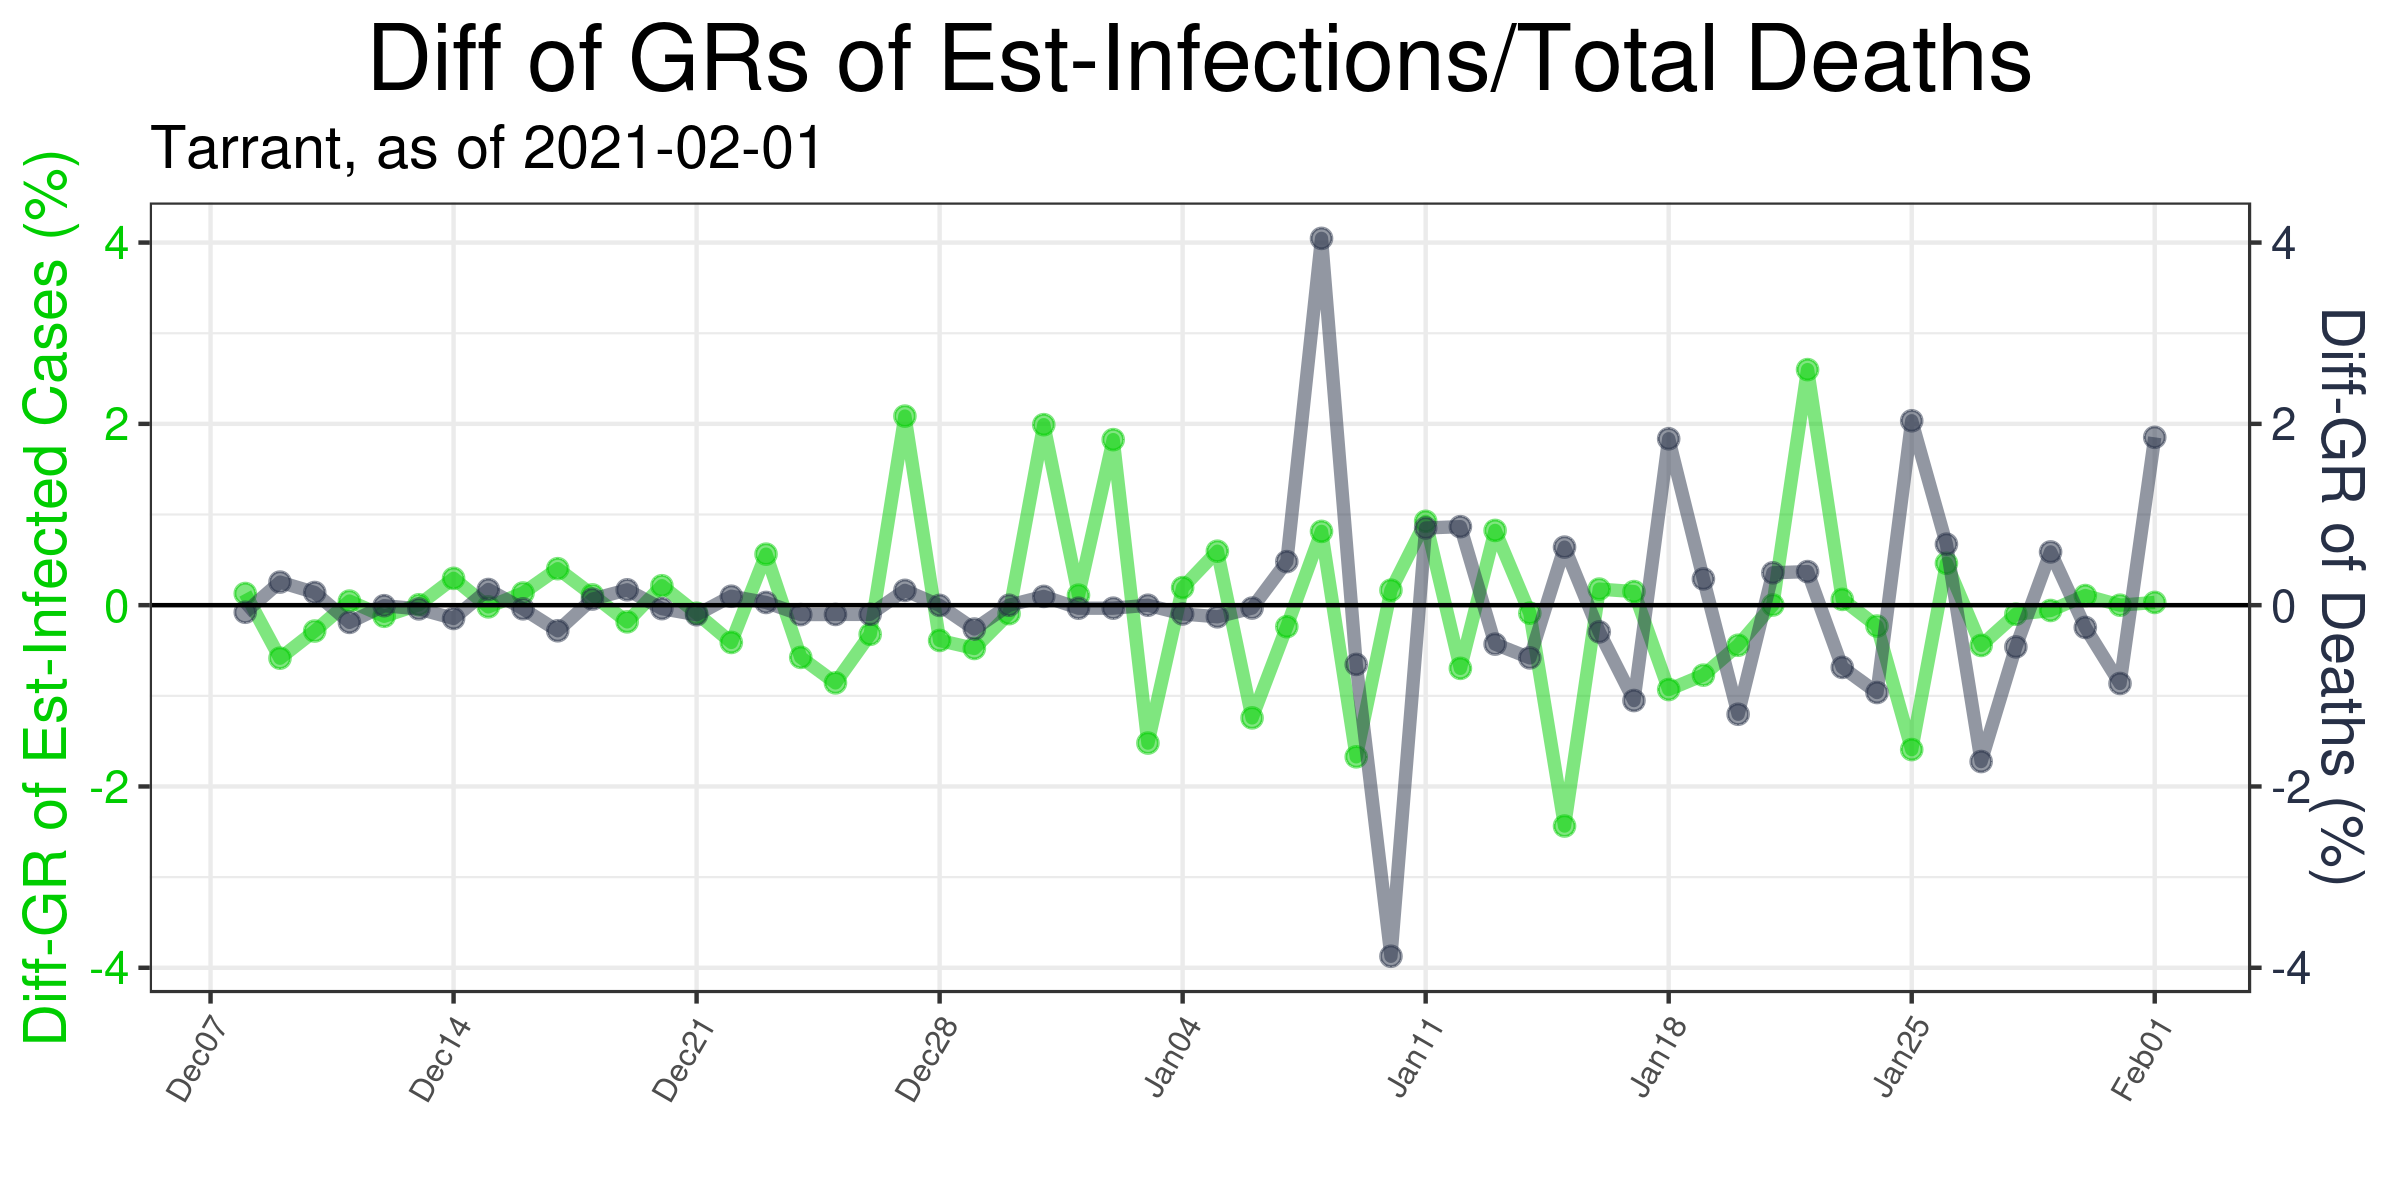 Diff of GRs of Est-Infections/Total Deaths
Tarrant, as of 2021-02-01
Diff-GR of Est-Infected Cases (%)
4
2
0
-2
-4
4
2
0
-2
-4
Diff-GR of Deaths (%)
Dec07
Dec14
Dec21
Dec28
Jan04
Jan11
Jan18
Jan25
Feb01